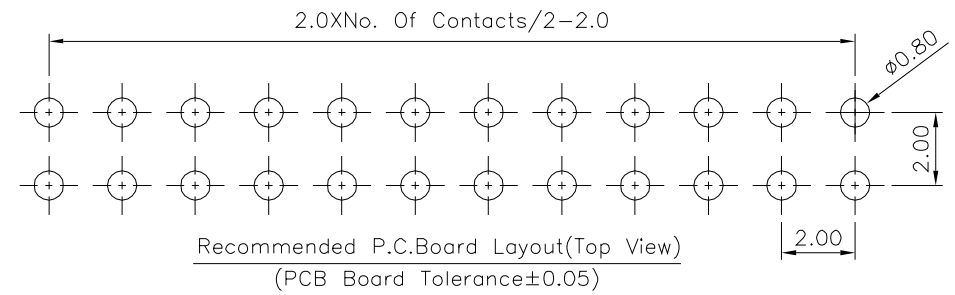 2.0XNo. Of Contacts/2-2.0
ø0.80
2.00
2.00
Recommended P.C.Board Layout(Top View)
(PCB Board Tolerance±0.05)